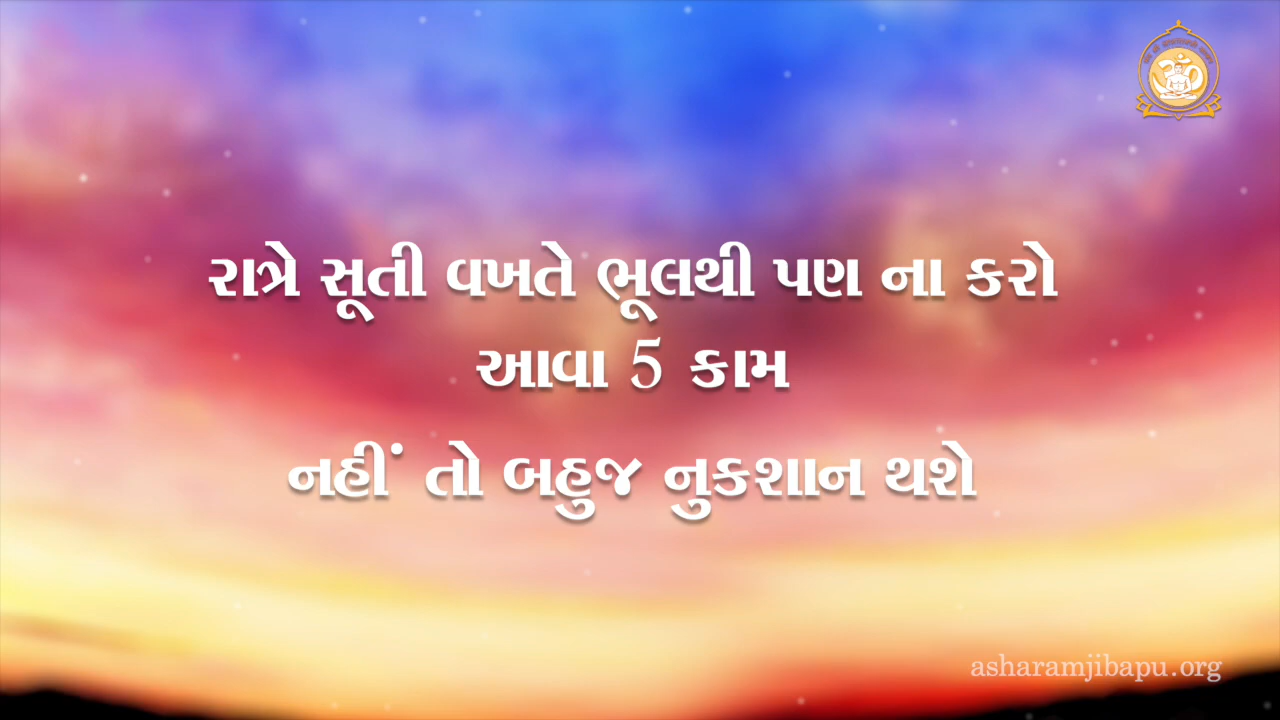 રાત્રે સૂતી વખતે ભૂલથી પણ ના કરો
આવા 5 કામ
નહીં તો બહુજ નુકશાન થશે
asharamjibapu.org